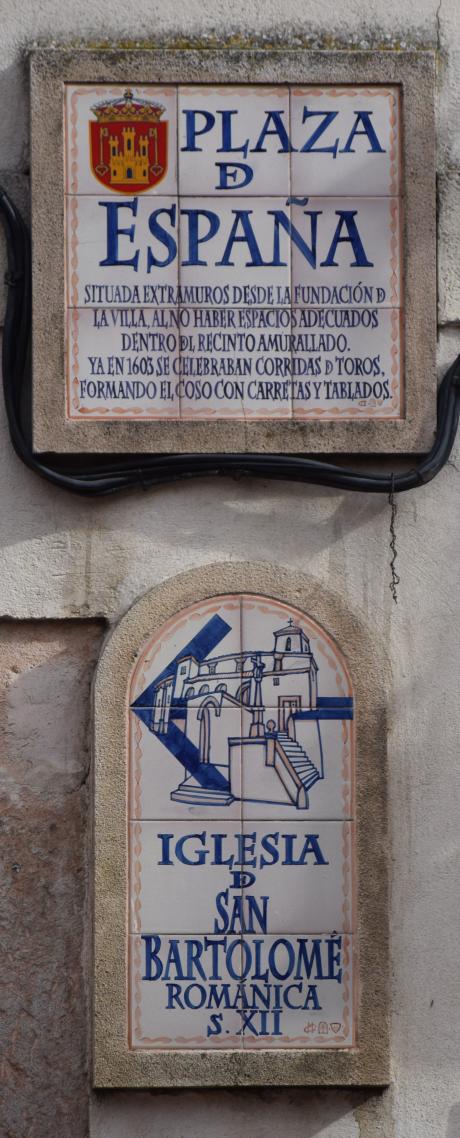 PLAZA
D
ESPAÑA
SITUADA EXTRAMUROS DESDE LA FUNDACIÓN D
LA VILLA, AL NO HABER ESPACIOS ADECUADOS
DENTRO DL RECINTO AMURALLADO.
YA EN 1603 SE CELEBRABAN CORRIDAS D TOROS,
FORMANDO EL COSO CON CARRETAS Y TABLADOS.
IGLESIA
D
SAN
BARTOLOMÉ
ROMÁNICA
S. XII